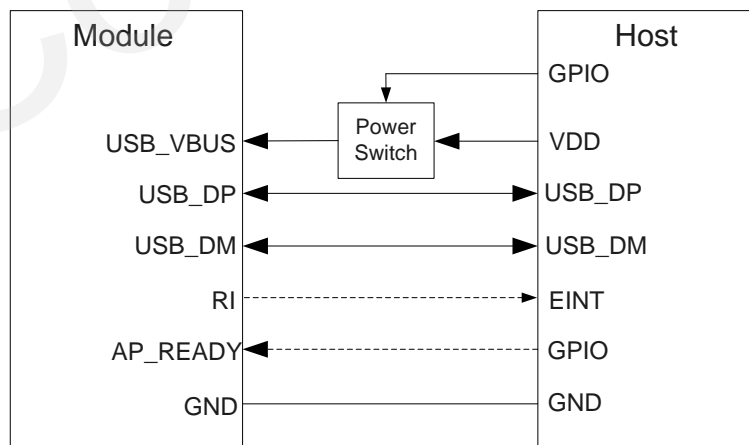 Module
Host
GPIO
Power
Switch
USB_VBUS
VDD
USB_DP
USB_DP
USB_DM
USB_DM
RI
EINT
AP_READY
GPIO
GND
GND